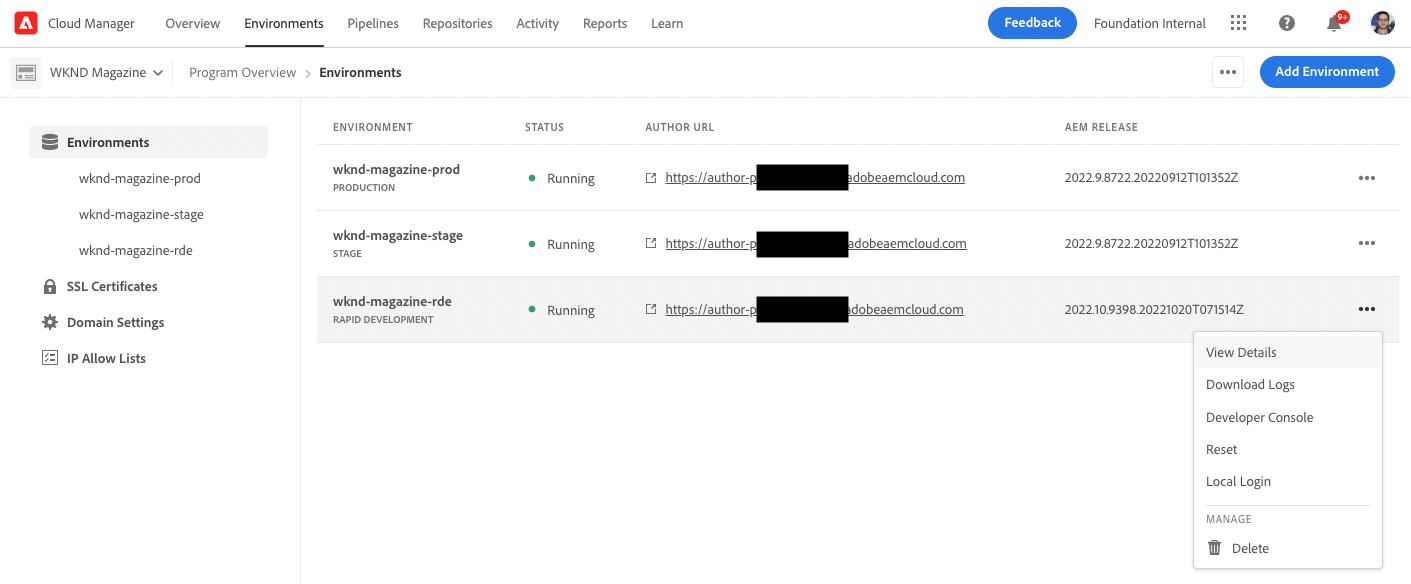 Cloud Manager Overview Environments Pipelines Repositories Activity Reports Learn Feedback Foundation Internal 9+
WKND Magazine Program Overview Environments Add Environment
Environments
wknd-magazine-prod
wknd-magazine-stage
wknd-magazine-rde
SSL Certificates
Domain Settings
IP Allow Lists
ENVIRONMENT STATUS AUTHOR URL AEM RELEASE
wknd-magazine-prod Running https://author-p adobeaemcloud.com 2022.9.8722.20220912T101352Z
PRODUCTION
wknd-magazine-stage Running https://author-p adobeaemcloud.com 2022.9.8722.20220912T101352Z
STAGE
wknd-magazine-rde Running https://author-p adobeaemcloud.com 2022.10.9398.20221020T071514Z
RAPID DEVELOPMENT
View Details
Download Logs
Developer Console
Reset
Local Login
MANAGE
Delete